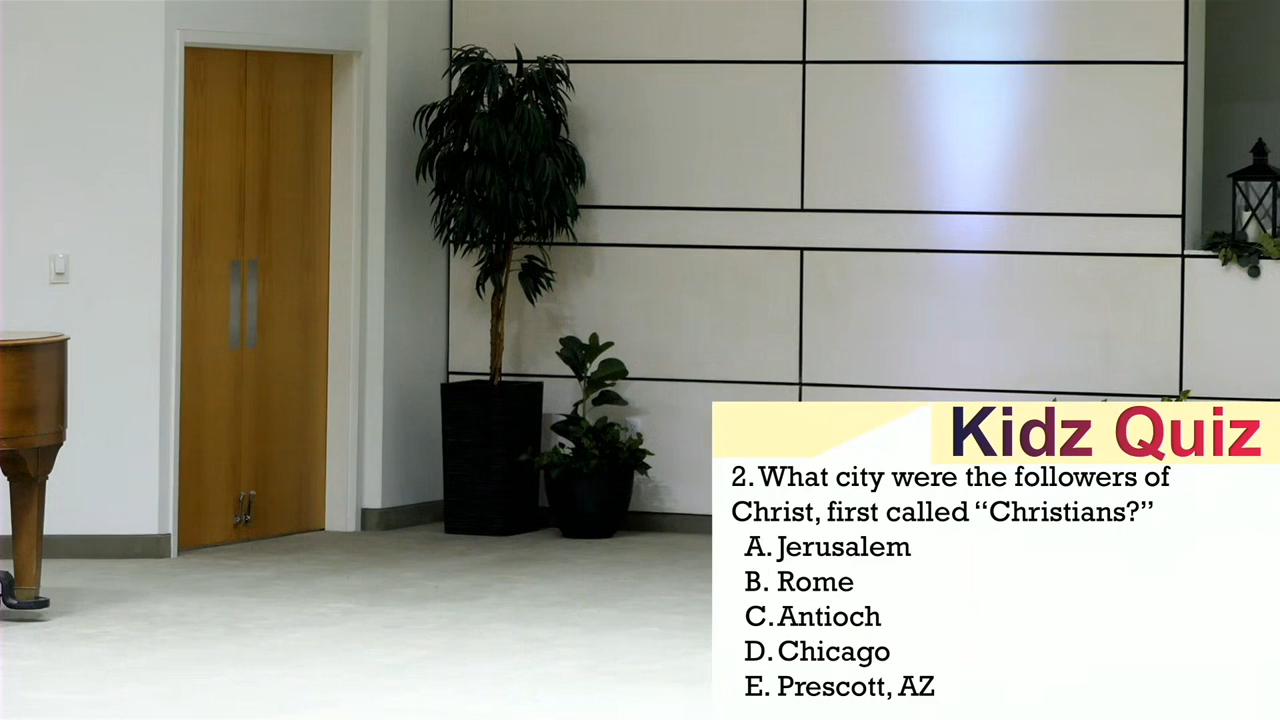 Kidz Quiz
2. What city were the followers of
Christ, first called “Christians?”
A. Jerusalem
B. Rome
C. Antioch
D. Chicago
E. Prescott, AZ